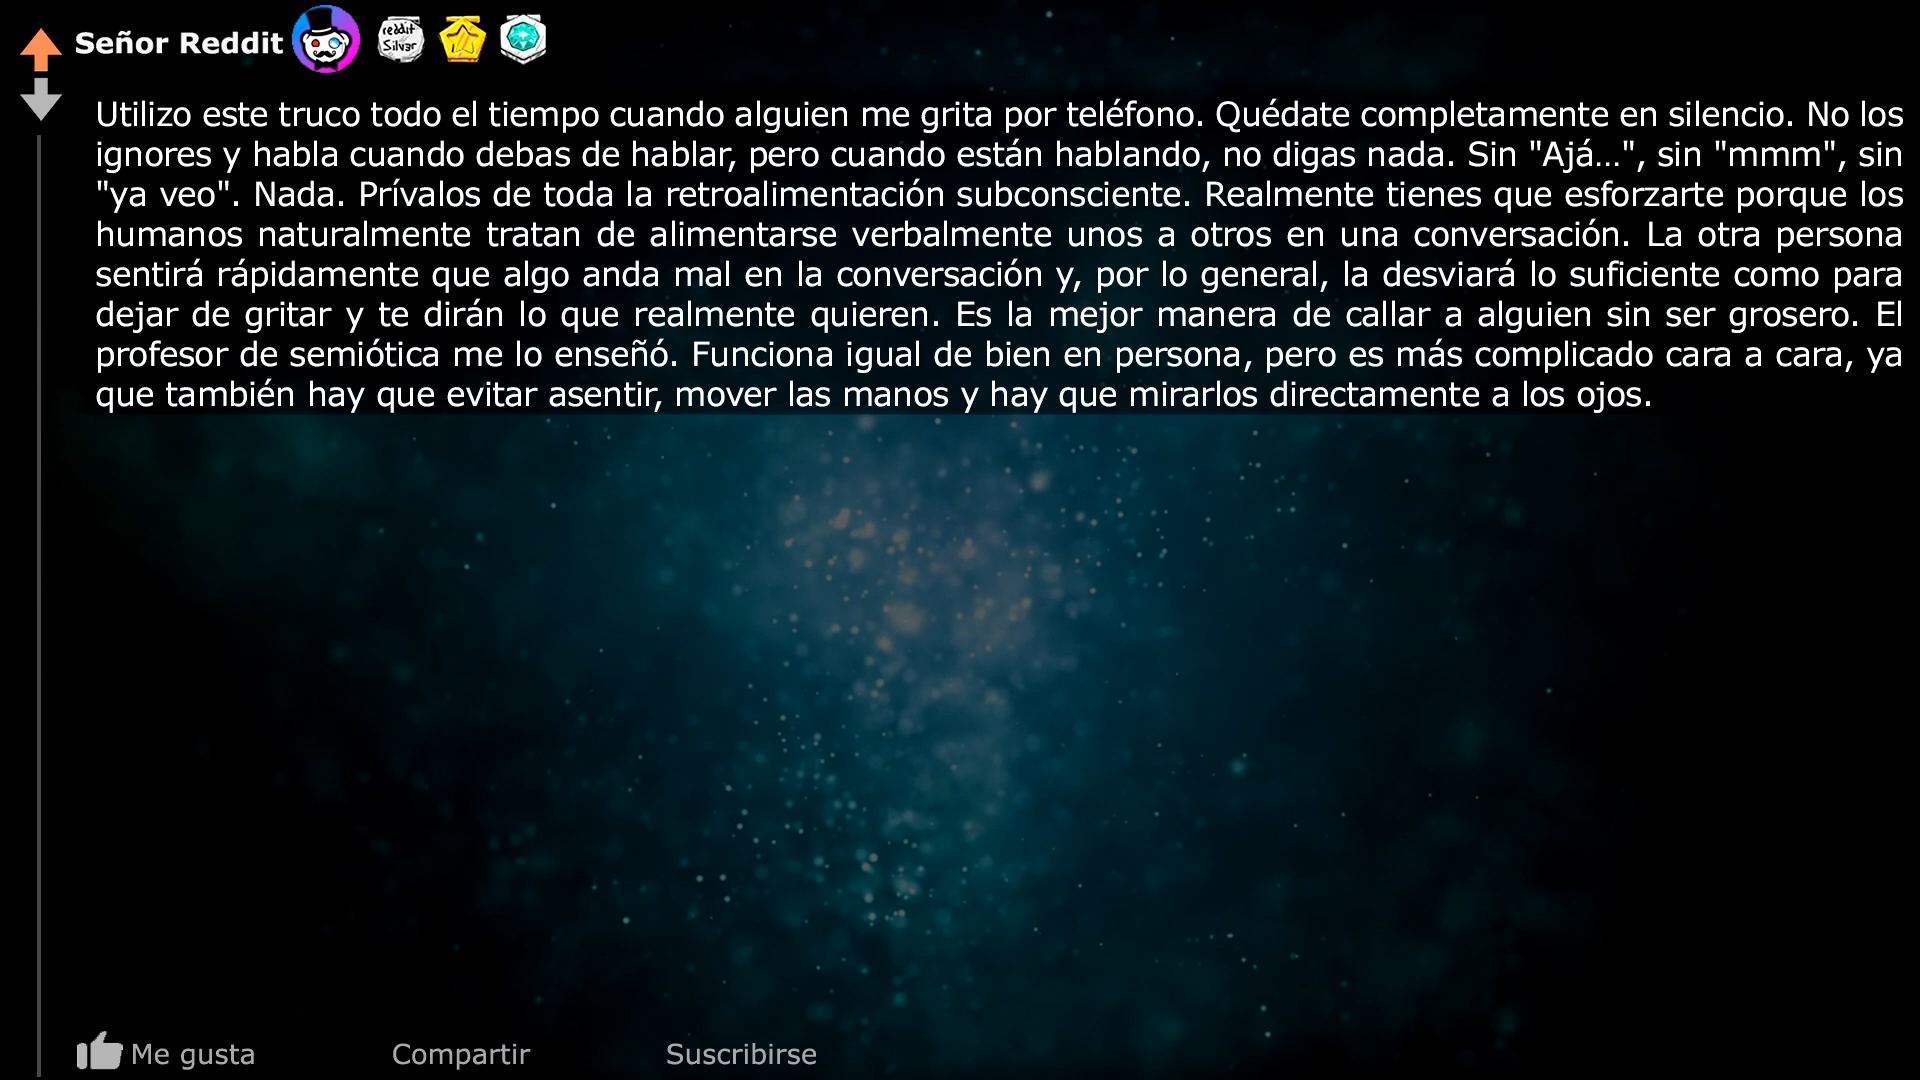 Señor Reddit
reddit
Silver
Utilizo este truco todo el tiempo cuando alguien me grita por teléfono. Quédate completamente en silencio. No los
ignores y habla cuando debas de hablar, pero cuando están hablando, no digas nada. Sin "Ajá...", sin "mmm", sin
"ya veo". Nada. Prívalos de toda la retroalimentación subconsciente. Realmente tienes que esforzarte porque los
humanos naturalmente tratan de alimentarse verbalmente unos a otros en una conversación. La otra persona
sentirá rápidamente que algo anda mal en la conversación y, por lo general, la desviará lo suficiente como para
dejar de gritar y te dirán lo que realmente quieren. Es la mejor manera de callar a alguien sin ser grosero. El
profesor de semiótica me lo enseñó. Funciona igual de bien en persona, pero es más complicado cara a cara, ya
que también hay que evitar asentir, mover las manos y hay que mirarlos directamente a los ojos.
Me gusta
Compartir
Suscribirse